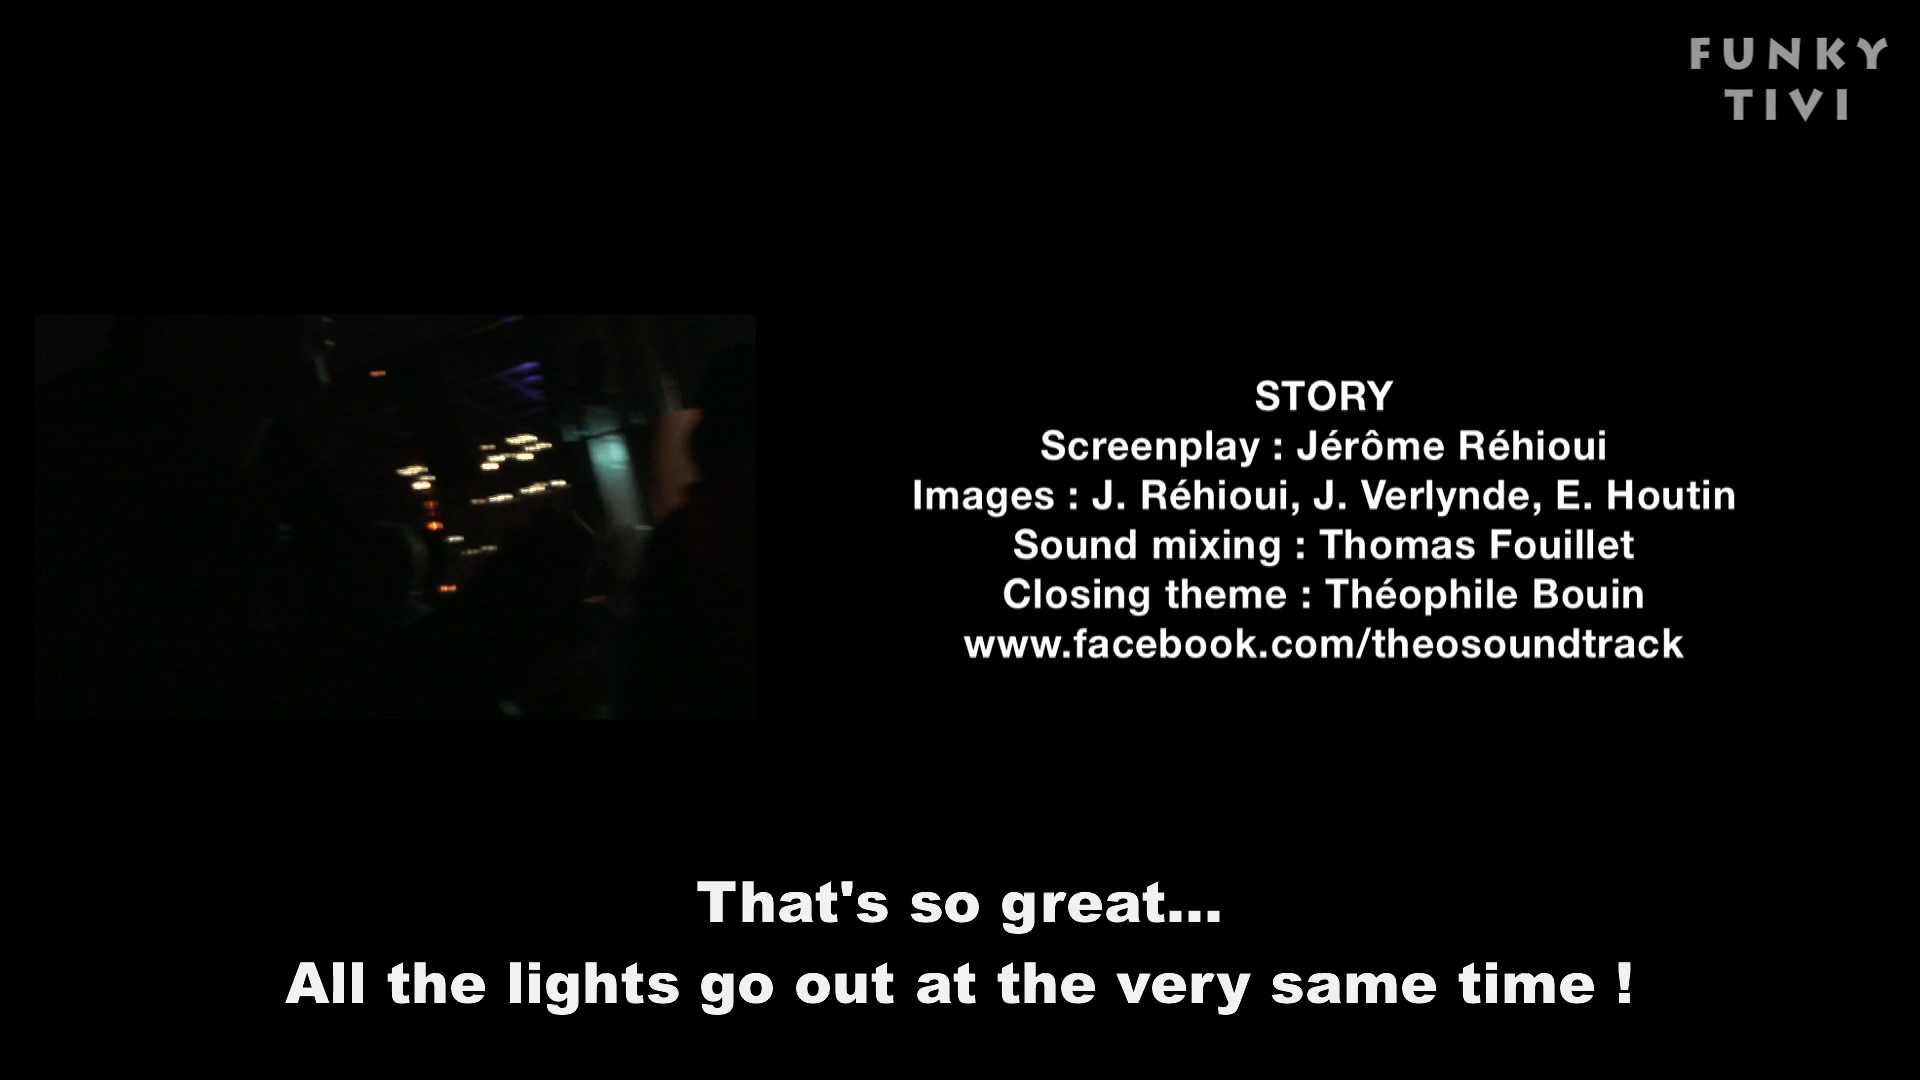 FUNKY
TIVI
STORY
Screenplay : Jérôme Réhioui
Images : J. Réhioui, J. Verlynde, E. Houtin
Sound mixing : Thomas Fouillet
Closing theme : Théophile Bouin
www.facebook.com/theosoundtrack
That's so great...
All the lights go out at the very same time !